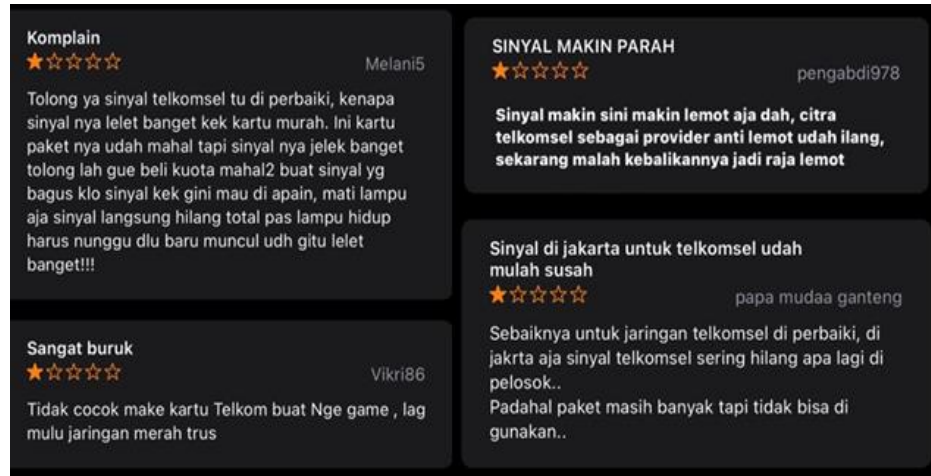 Komplain
Melani5
Tolong ya sinyal telkomsel tu di perbaiki, kenapa
sinyal nya lelet banget kek kartu murah. Ini kartu
paket nya udah mahal tapi sinyal nya jelek banget
tolong lah gue beli kuota mahal2 buat sinyal yg
bagus klo sinyal kek gini mau di apain, mati lampu
aja sinyal langsung hilang total pas lampu hidup
harus nunggu dlu baru muncul udh gitu lelet
banget!!!
Sangat buruk
Vikri86
Tidak cocok make kartu Telkom buat Nge game , lag
mulu jaringan merah trus
SINYAL MAKIN PARAH
pengabdi978
Sinyal makin sini makin lemot aja dah, citra
telkomsel sebagai provider anti lemot udah ilang,
sekarang malah kebalikannya jadi raja lemot
Sinyal di jakarta untuk telkomsel udah
mulah susah
papa mudaa ganteng
Sebaiknya untuk jaringan telkomsel di perbaiki, di
jakrta aja sinyal telkomsel sering hilang apa lagi di
pelosok..
Padahal paket masih banyak tapi tidak bisa di
gunakan..